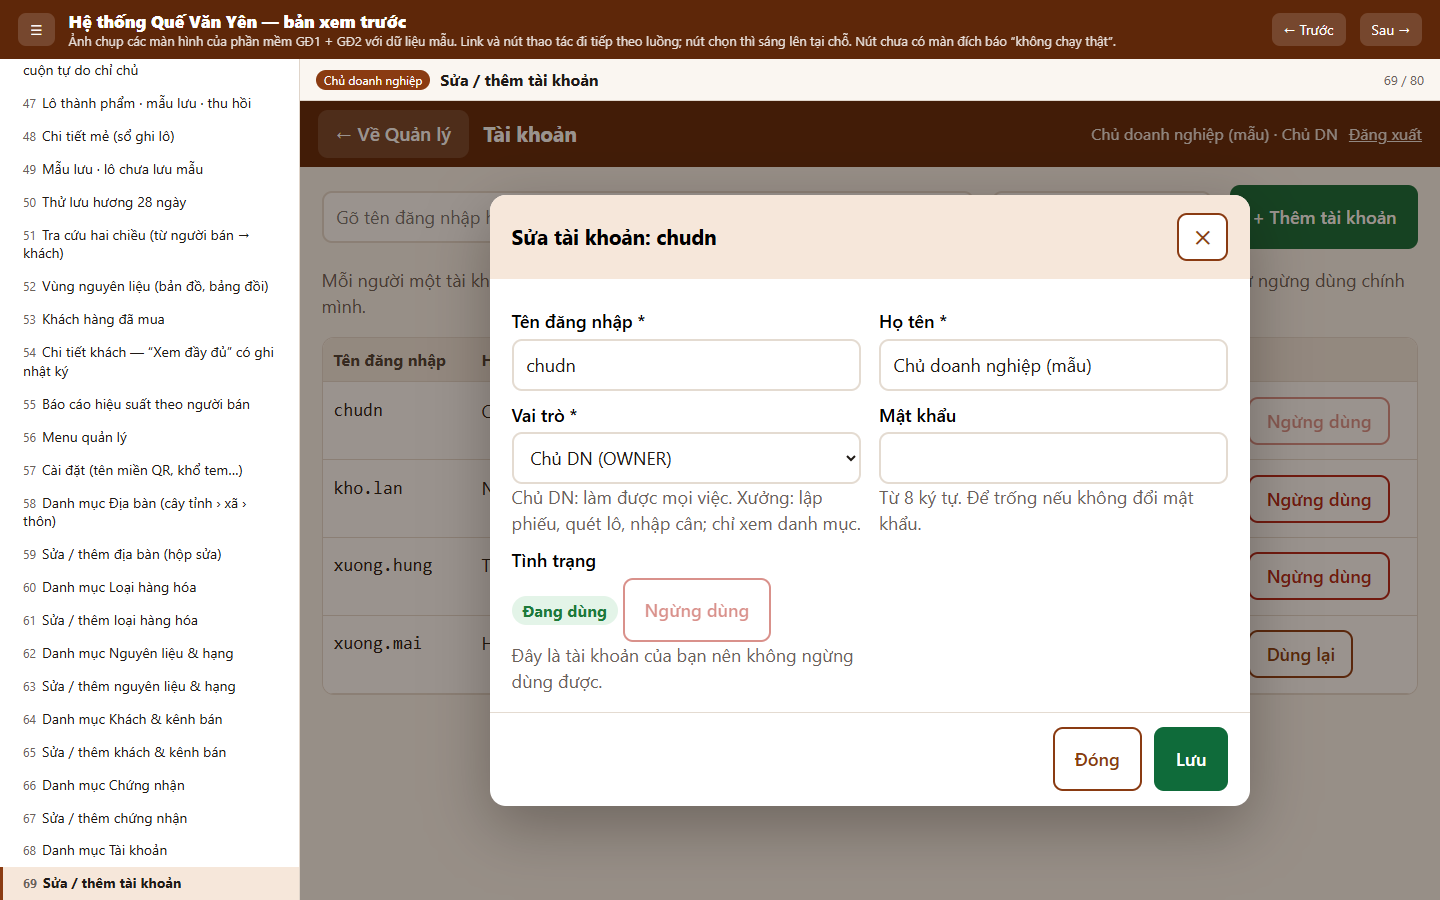 ☰
Hệ thống Quế Văn Yên — bản xem trước
Ảnh chụp các màn hình của phần mềm GĐ1 + GĐ2 với dữ liệu mẫu. Link và nút thao tác đi tiếp theo luồng; nút chọn thì sáng lên tại chỗ. Nút chưa có màn đích báo “không chạy thật”.
← Trước
Sau →
cuộn tự do chỉ chủ
47 Lô thành phẩm · mẫu lưu · thu hồi
48 Chi tiết mẻ (sổ ghi lô)
49 Mẫu lưu · lô chưa lưu mẫu
50 Thử lưu hương 28 ngày
51 Tra cứu hai chiều (từ người bán →
khách)
52 Vùng nguyên liệu (bản đồ, bảng đồi)
53 Khách hàng đã mua
54 Chi tiết khách — “Xem đầy đủ” có ghi
nhật ký
55 Báo cáo hiệu suất theo người bán
56 Menu quản lý
57 Cài đặt (tên miền QR, khổ tem...)
58 Danh mục Địa bàn (cây tỉnh › xã ›
thôn)
59 Sửa / thêm địa bàn (hộp sửa)
60 Danh mục Loại hàng hóa
61 Sửa / thêm loại hàng hóa
62 Danh mục Nguyên liệu & hạng
63 Sửa / thêm nguyên liệu & hạng
64 Danh mục Khách & kênh bán
65 Sửa / thêm khách & kênh bán
66 Danh mục Chứng nhận
67 Sửa / thêm chứng nhận
68 Danh mục Tài khoản
69 Sửa / thêm tài khoản
Chủ doanh nghiệp
Sửa / thêm tài khoản
69 / 80
← Về Quản lý
Tài khoản
Chủ doanh nghiệp (mẫu) · Chủ DN
Đăng xuất
Gõ tên đăng nhập
+ Thêm tài khoản
Mỗi người một tài kh
ngừng dùng chính
mình.
Tên đăng nhập
chudn
Ngừng dùng
kho.lan
Ngừng dùng
xuong.hung
Ngừng dùng
xuong.mai
Dùng lại
Sửa tài khoản: chudn
×
Tên đăng nhập *
Họ tên *
chudn
Chủ doanh nghiệp (mẫu)
Vai trò *
Mật khẩu
Chủ DN (OWNER)
Chủ DN: làm được mọi việc. Xưởng: lập
phiếu, quét lô, nhập cân; chỉ xem danh mục.
Từ 8 ký tự. Để trống nếu không đổi mật
khẩu.
Tình trạng
Đang dùng
Ngừng dùng
Đây là tài khoản của bạn nên không ngừng
dùng được.
Đóng
Lưu